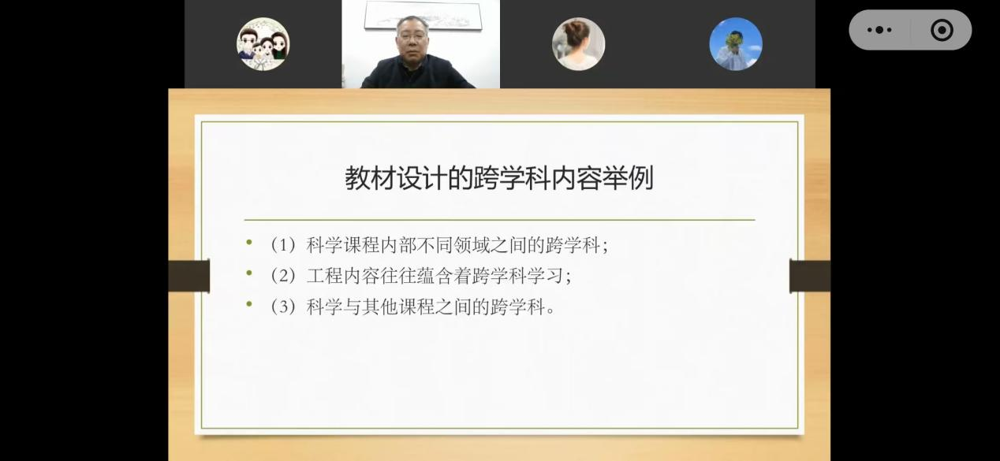 教材设计的跨学科内容举例
• （1）科学课程内部不同领域之间的跨学科；
• （2）工程内容往往蕴含着跨学科学习；
• （3）科学与其他课程之间的跨学科。